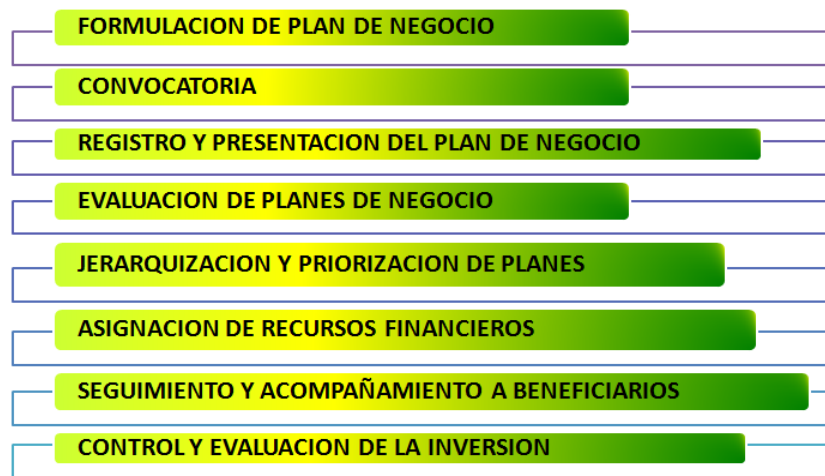 FORMULACION DE PLAN DE NEGOCIO
CONVOCATORIA
REGISTRO Y PRESENTACION DEL PLAN DE NEGOCIO
EVALUACION DE PLANES DE NEGOCIO
JERARQUIZACION Y PRIORIZACION DE PLANES
ASIGNACION DE RECURSOS FINANCIEROS
SEGUIMIENTO Y ACOMPAÑAMIENTO A BENEFICIARIOS
CONTROL Y EVALUACION DE LA INVERSION